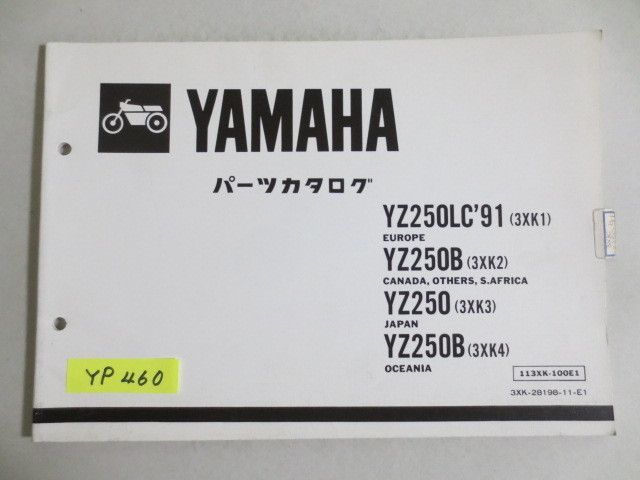 YAMAHA
パーツカタログ
YZ250LC'91 (3XK1)
EUROPE
YZ250B (3XK2)
CANADA, OTHERS, S.AFRICA
YZ250 (3XK3)
JAPAN
YZ250B (3XK4)
OCEANIA
113XK-100E1
3XK-28198-11-E1
YP460